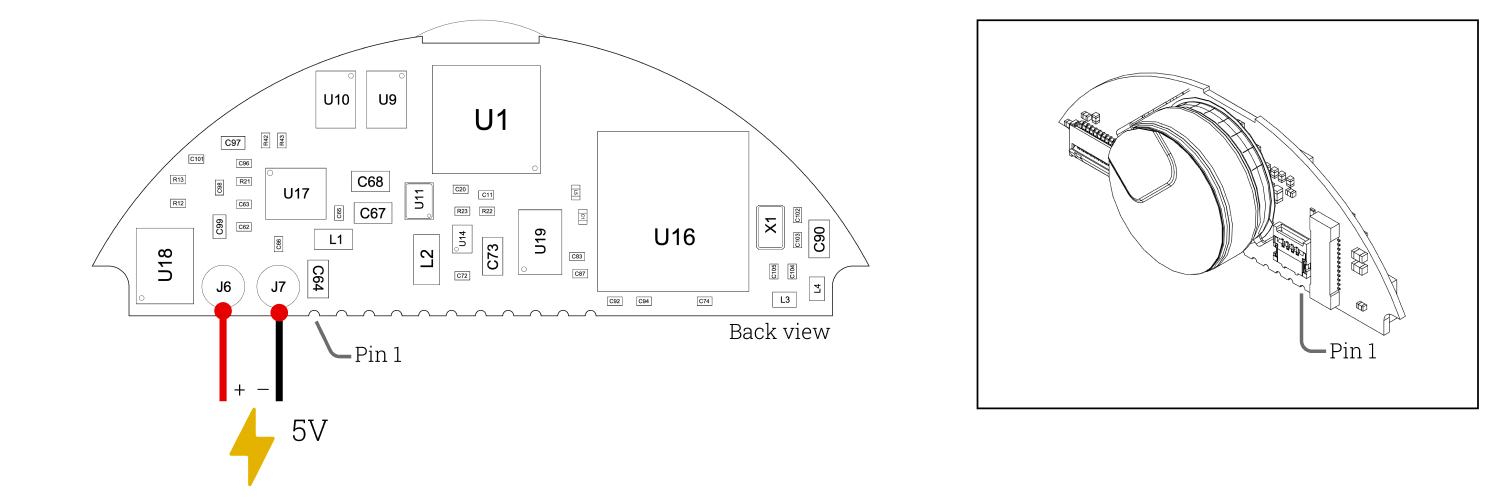 U10
U9
U1
C97
R42
R43
C101
C96
R13
R21
C98
U17
C68
U11
C20
C11
R12
C63
C65
C67
R23
R22
C99
C62
U16
X1
C102
C103
C90
U18
C66
L1
L2
U14
C73
U19
C83
C87
C64
C72
C105
C104
L4
J6
J7
C92
C94
C74
L3
Back view
Pin 1
+ −
5V
Pin 1